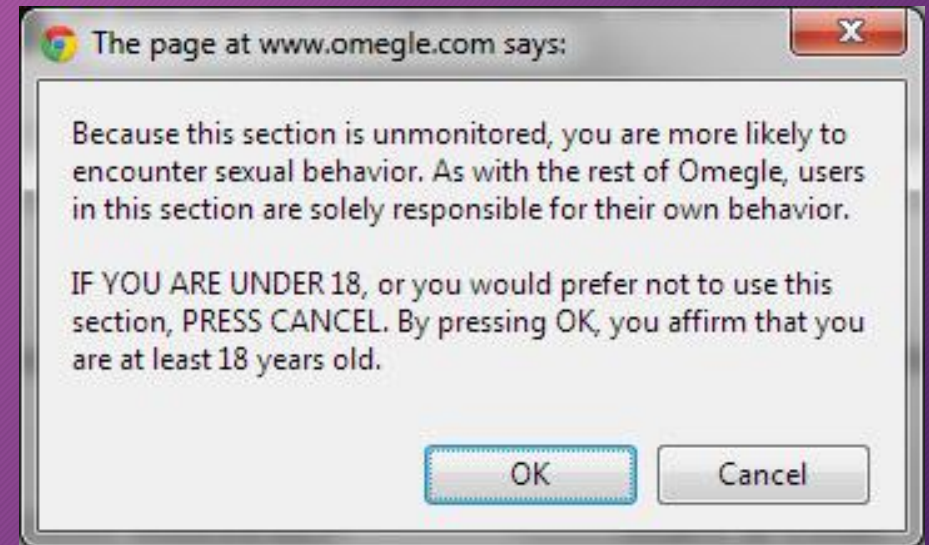 The page at www.omegle.com says:
Because this section is unmonitored, you are more likely to
encounter sexual behavior. As with the rest of Omegle, users
in this section are solely responsible for their own behavior.
IF YOU ARE UNDER 18, or you would prefer not to use this
section, PRESS CANCEL. By pressing OK, you affirm that you
are at least 18 years old.
OK Cancel